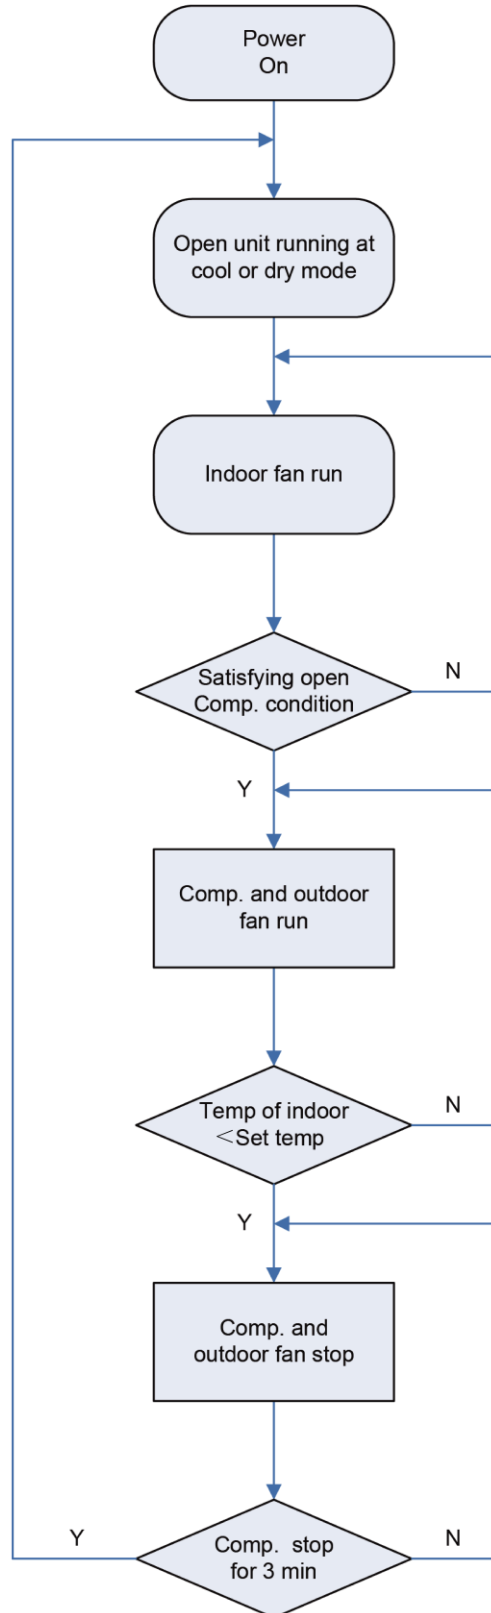 Power
On
Open unit running at
cool or dry mode
Indoor fan run
Satisfying open
Comp. condition
N
Y
Comp. and outdoor
fan run
Temp of indoor
＜Set temp
N
Y
Comp. and
outdoor fan stop
Y
Comp. stop
for 3 min
N